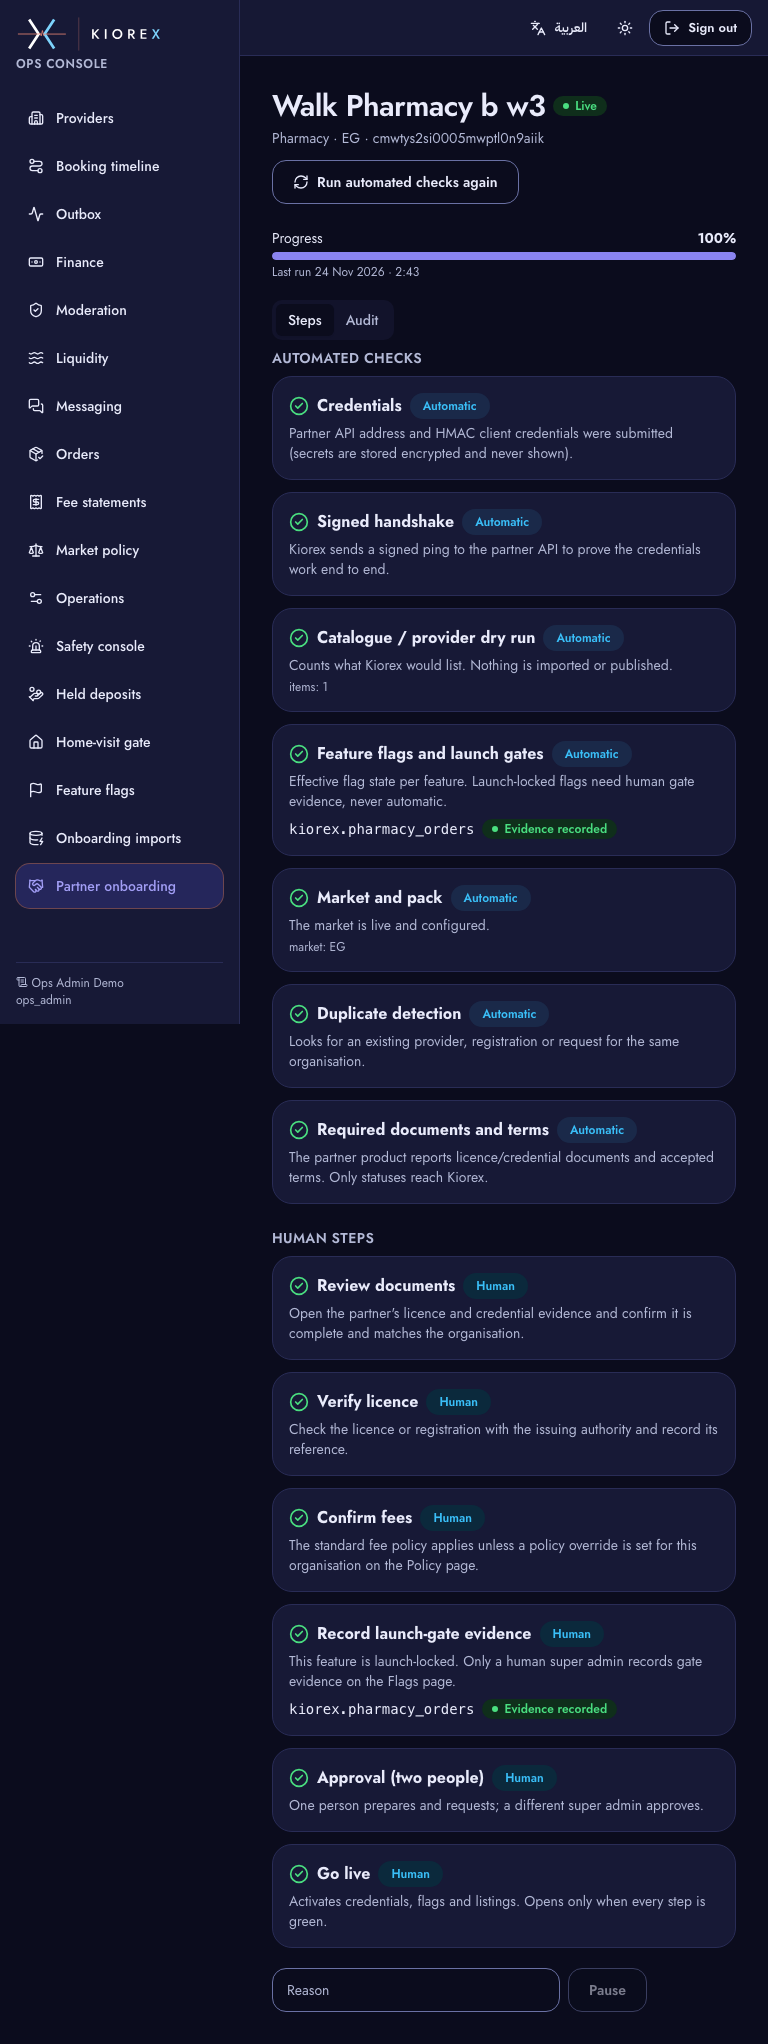 KIOREX
OPS CONSOLE
Providers
Booking timeline
Outbox
Finance
Moderation
Liquidity
Messaging
Orders
Fee statements
Market policy
Operations
Safety console
Held deposits
Home-visit gate
Feature flags
Onboarding imports
Partner onboarding
Ops Admin Demo
ops_admin
العربية
Sign out
Walk Pharmacy b w3 Live
Pharmacy · EG · cmwtys2si0005mwptl0n9aiik
Run automated checks again
Progress 100%
Last run 24 Nov 2026 · 2:43
Steps Audit
AUTOMATED CHECKS
Credentials Automatic
Partner API address and HMAC client credentials were submitted
(secrets are stored encrypted and never shown).
Signed handshake Automatic
Kiorex sends a signed ping to the partner API to prove the credentials
work end to end.
Catalogue / provider dry run Automatic
Counts what Kiorex would list. Nothing is imported or published.
items: 1
Feature flags and launch gates Automatic
Effective flag state per feature. Launch-locked flags need human gate
evidence, never automatic.
kiorex.pharmacy_orders Evidence recorded
Market and pack Automatic
The market is live and configured.
market: EG
Duplicate detection Automatic
Looks for an existing provider, registration or request for the same
organisation.
Required documents and terms Automatic
The partner product reports licence/credential documents and accepted
terms. Only statuses reach Kiorex.
HUMAN STEPS
Review documents Human
Open the partner's licence and credential evidence and confirm it is
complete and matches the organisation.
Verify licence Human
Check the licence or registration with the issuing authority and record its
reference.
Confirm fees Human
The standard fee policy applies unless a policy override is set for this
organisation on the Policy page.
Record launch-gate evidence Human
This feature is launch-locked. Only a human super admin records gate
evidence on the Flags page.
kiorex.pharmacy_orders Evidence recorded
Approval (two people) Human
One person prepares and requests; a different super admin approves.
Go live Human
Activates credentials, flags and listings. Opens only when every step is
green.
Reason Pause